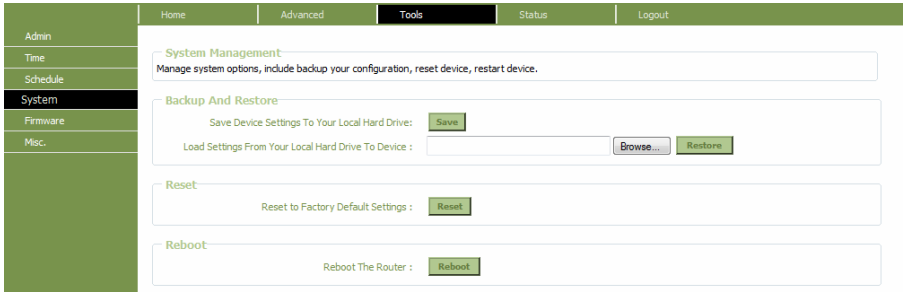 Home Advanced Tools Status Logout
Admin
Time
Schedule
System
Firmware
Misc.
System Management
Manage system options, include backup your configuration, reset device, restart device.
Backup And Restore
Save Device Settings To Your Local Hard Drive: Save
Load Settings From Your Local Hard Drive To Device : Browse... Restore
Reset
Reset to Factory Default Settings : Reset
Reboot
Reboot The Router : Reboot